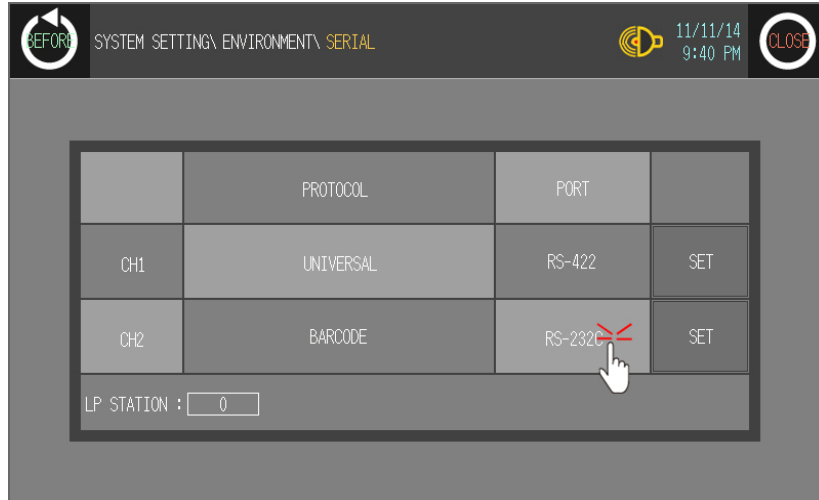 BEFORE
SYSTEM SETTING\ ENVIRONMENT\ SERIAL
11/11/14
9:40 PM
CLOSE
PROTOCOL PORT
CH1 UNIVERSAL RS-422 SET
CH2 BARCODE RS-232C SET
LP STATION : 0